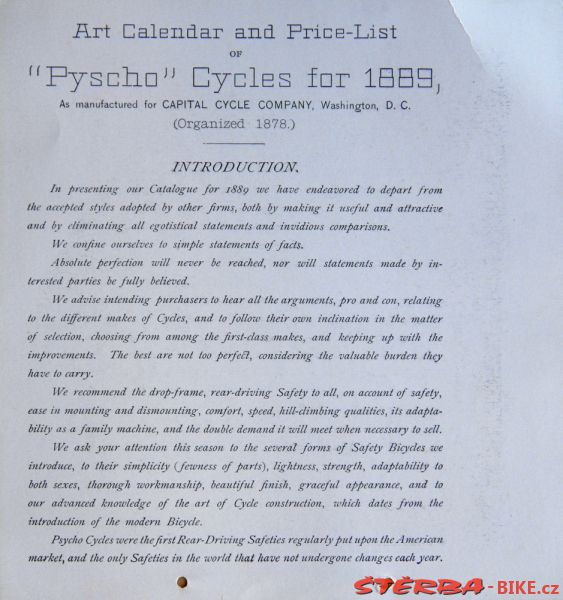 Art Calendar and Price-List
OF
"Pyscho" Cycles for 1889,
As manufactured for CAPITAL CYCLE COMPANY, Washington, D. C.
(Organized 1878.)
INTRODUCTION.
In presenting our Catalogue for 1889 we have endeavored to depart from
the accepted styles adopted by other firms, both by making it useful and attractive
and by eliminating all egotistical statements and invidious comparisons.
We confine ourselves to simple statements of facts.
Absolute perfection will never be reached, nor will statements made by in-
terested parties be fully believed.
We advise intending purchasers to hear all the arguments, pro and con, relating
to the different makes of Cycles, and to follow their own inclination in the matter
of selection, choosing from among the first-class makes, and keeping up with the
improvements. The best are not too perfect, considering the valuable burden they
have to carry.
We recommend the drop-frame, rear-driving Safety to all, on account of safety,
ease in mounting and dismounting, comfort, speed, hill-climbing qualities, its adapta-
bility as a family machine, and the double demand it will meet when necessary to sell.
We ask your attention this season to the several forms of Safety Bicycles we
introduce, to their simplicity (fewness of parts), lightness, strength, adaptability to
both sexes, thorough workmanship, beautiful finish, graceful appearance, and to
our advanced knowledge of the art of Cycle construction, which dates from the
introduction of the modern Bicycle.
Psycho Cycles were the first Rear-Driving Safeties regularly put upon the American
market, and the only Safeties in the world that have not undergone changes each year.
ŠTĚRBA-BIKE.cz